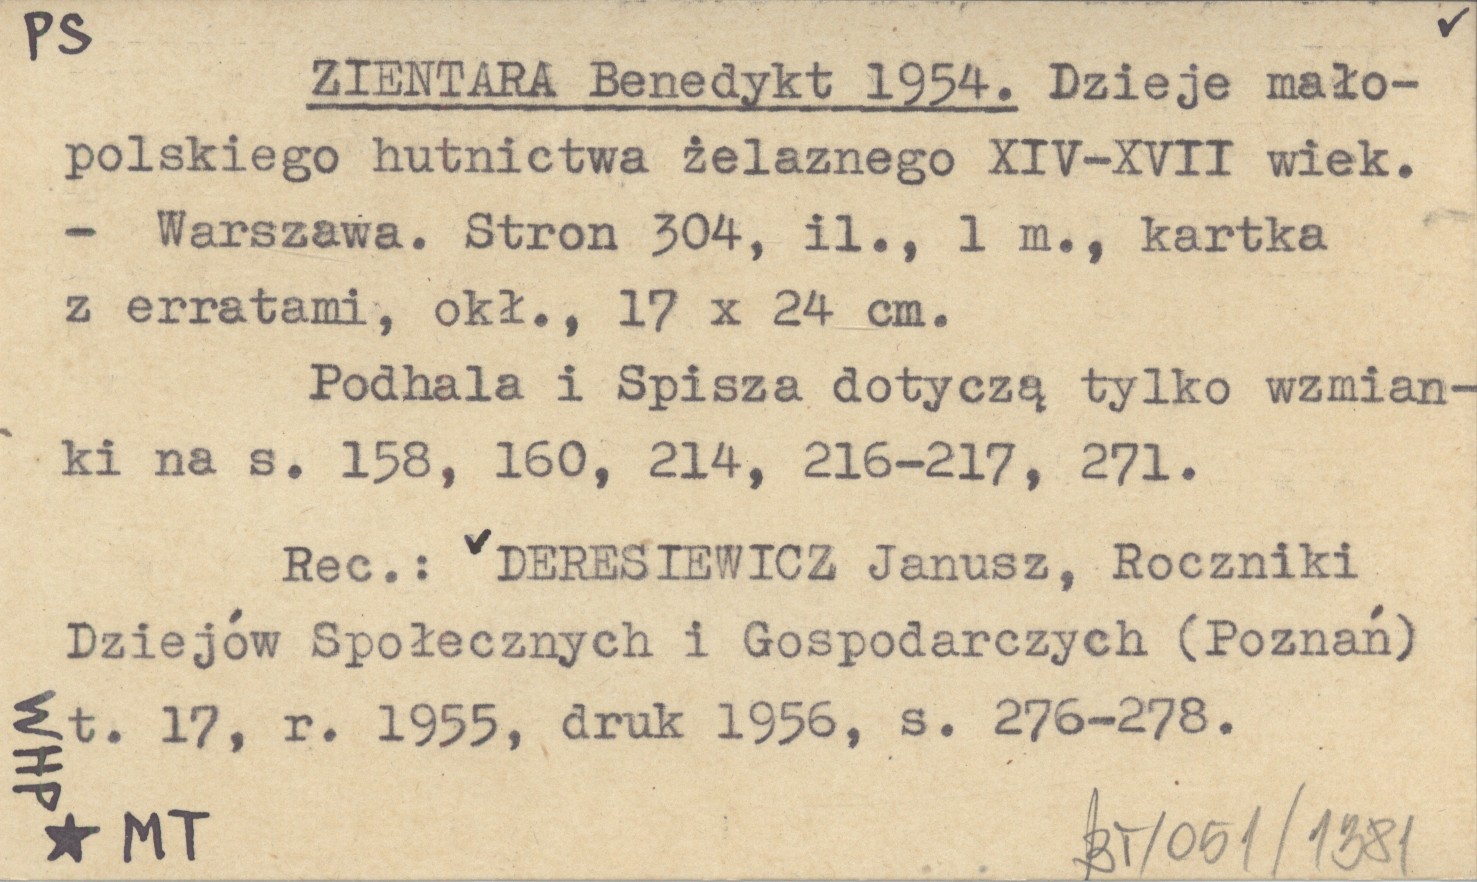 PS ✓
ZIENTARA Benedykt 1954. Dzieje mało-
polskiego hutnictwa żelaznego XIV-XVII wiek.
- Warszawa. Stron 304, il., 1 m., kartka
z erratami, okł., 17 x 24 cm.
Podhala i Spisza dotyczą tylko wzmian-
ki na s. 158, 160, 214, 216-217, 271.
Rec.: ✓DERESIEWICZ Janusz, Roczniki
Dziejów Społecznych i Gospodarczych (Poznań)
t. 17, r. 1955, druk 1956, s. 276-278.
WHP
★ MT
/051/1381